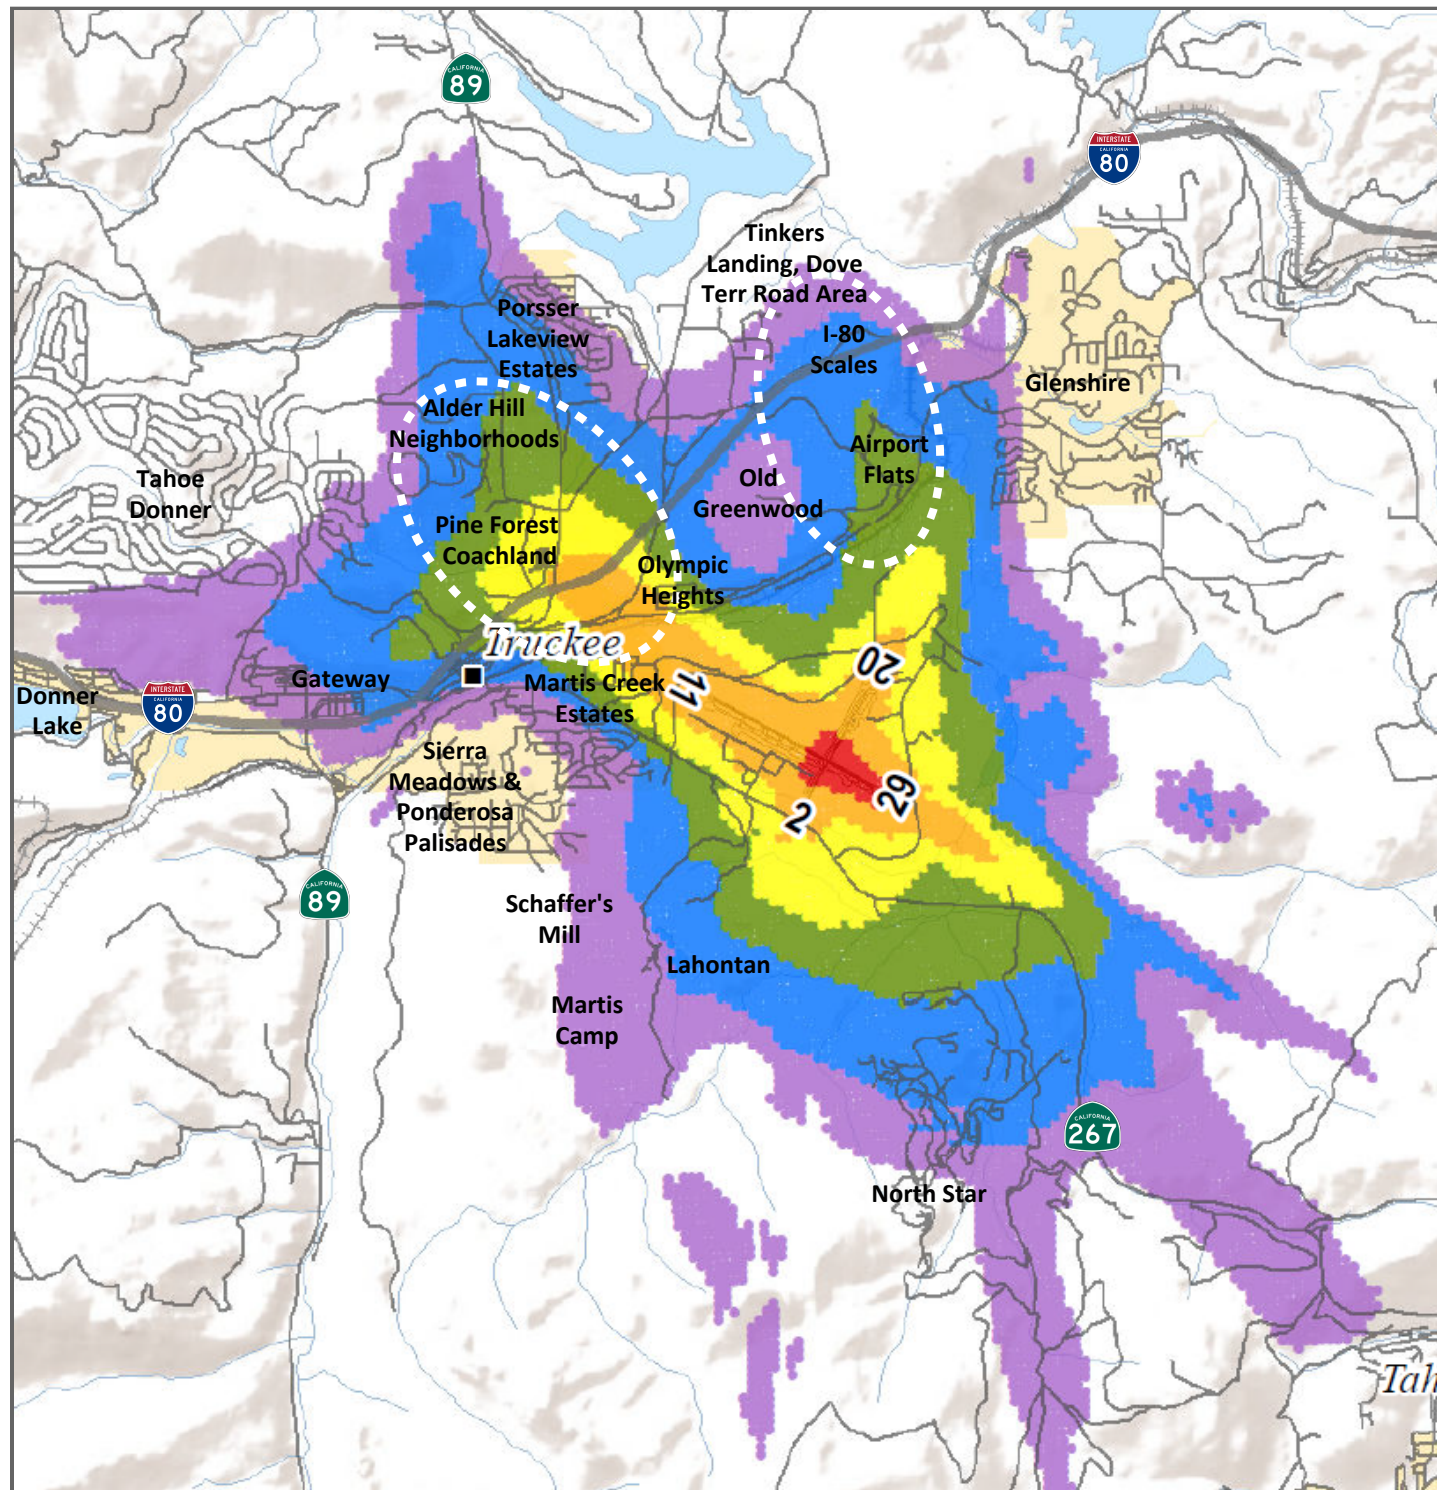 CALIFORNIA
89
INTERSTATE
CALIFORNIA
80
Tinkers
Landing, Dove
Terr Road Area
Porsser
Lakeview
Estates
I-80
Scales
Glenshire
Alder Hill
Neighborhoods
Airport
Flats
Tahoe
Donner
Old
Greenwood
Pine Forest
Coachland
Olympic
Heights
Truckee
20
11
Gateway
Martis Creek
Estates
Donner
Lake
INTERSTATE
CALIFORNIA
80
Sierra
Meadows &
Ponderosa
Palisades
29
2
CALIFORNIA
89
Schaffer's
Mill
Lahontan
Martis
Camp
CALIFORNIA
267
North Star
Tah